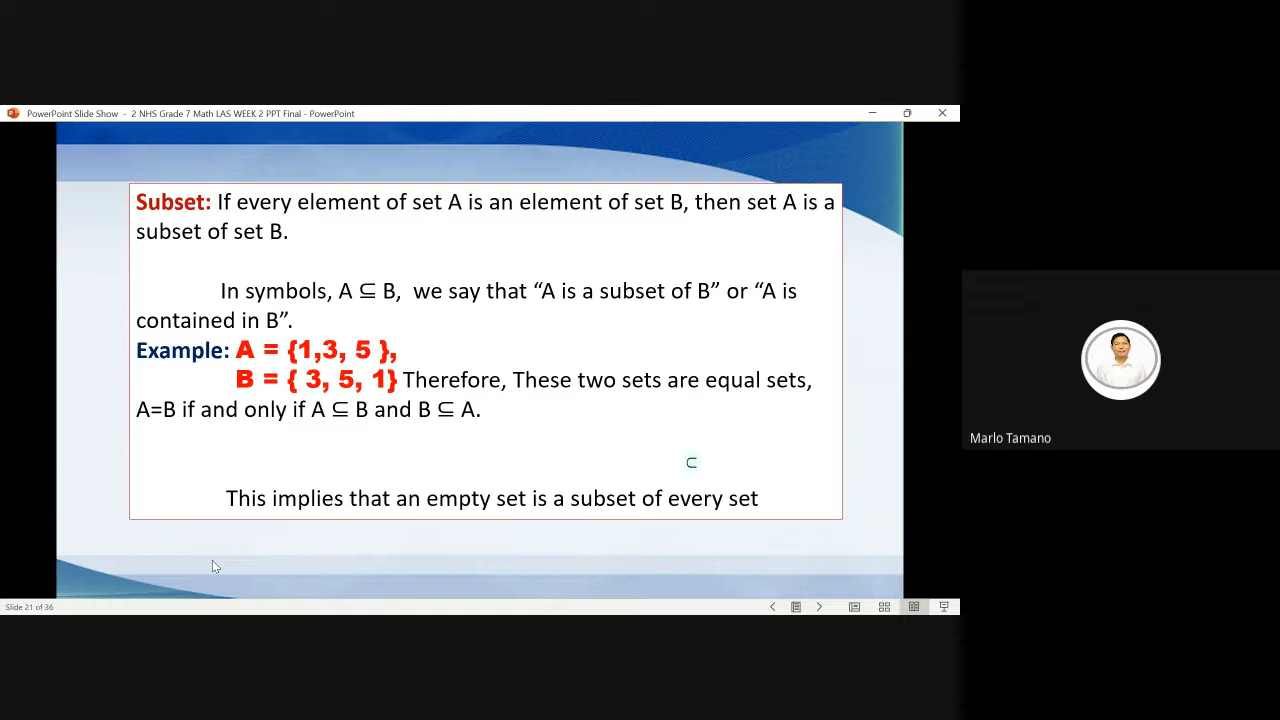 PowerPoint Slide Show - 2 NHS Grade 7 Math LAS WEEK 2 PPT Final - PowerPoint
Subset: If every element of set A is an element of set B, then set A is a
subset of set B.
In symbols, A ⊆ B, we say that “A is a subset of B” or “A is
contained in B”.
Example: A = {1,3, 5 },
B = { 3, 5, 1} Therefore, These two sets are equal sets,
A=B if and only if A ⊆ B and B ⊆ A.
⊂
This implies that an empty set is a subset of every set
Marlo Tamano
Slide 21 of 36